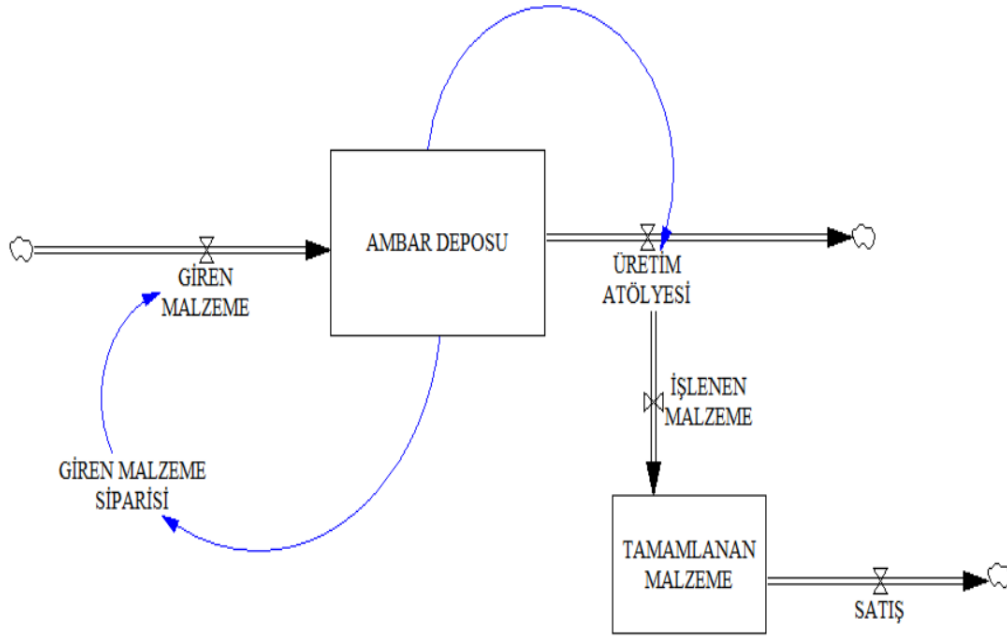 AMBAR DEPOSU
GİREN
MALZEME
ÜRETİM
ATÖLYESİ
İŞLENEN
MALZEME
GİREN MALZEME
SİPARİSİ
TAMAMLANAN
MALZEME
SATIŞ